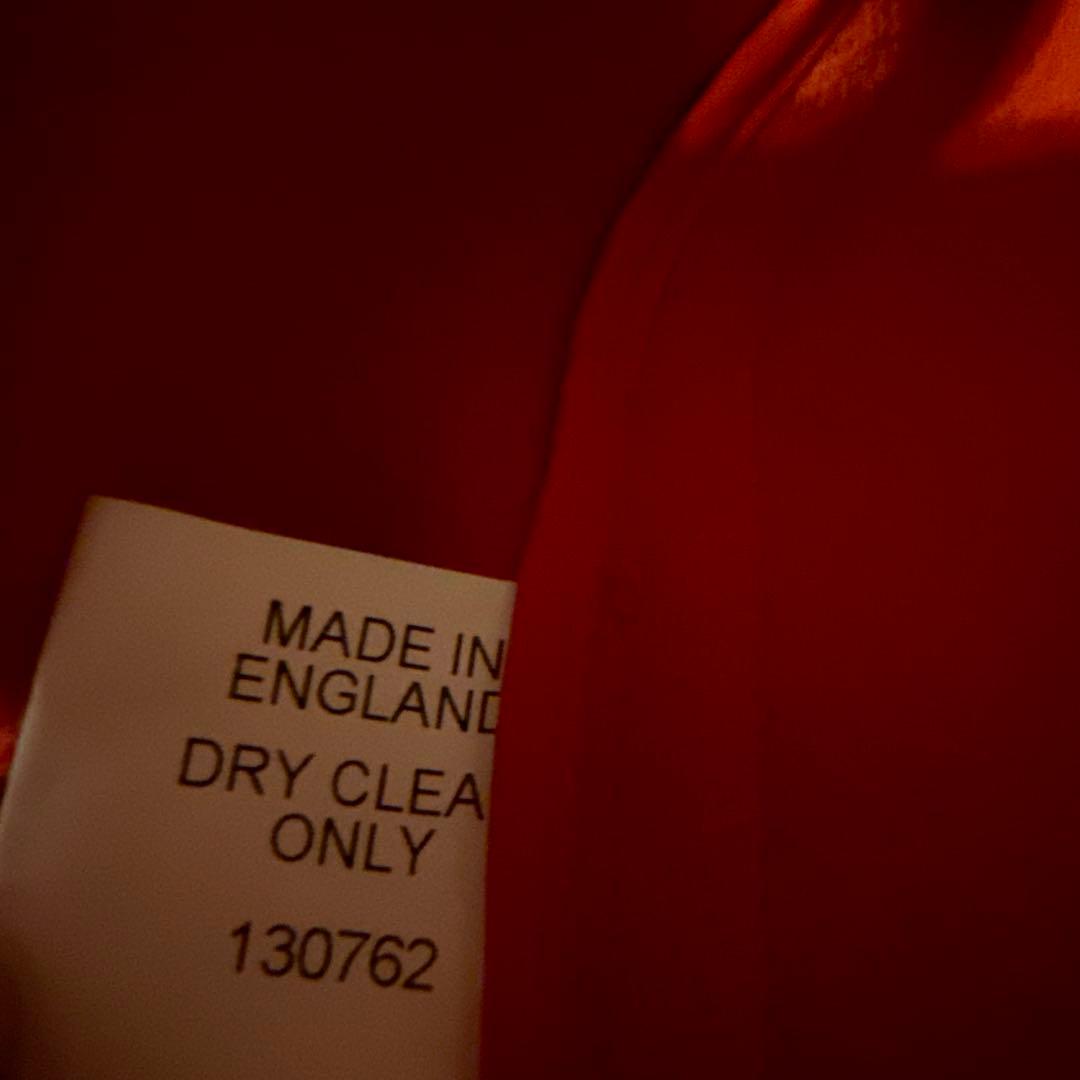 MADE IN
ENGLAND
DRY CLEA
ONLY
130762